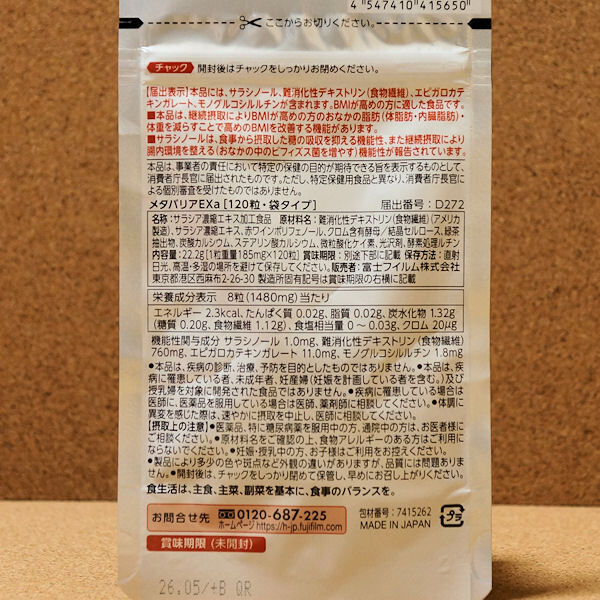 4 547410 415650
ここからお切りください。
チャック 開封後はチャックをしっかりお閉めください。
【届出表示】本品には、サラシノール、難消化性デキストリン(食物繊維)、エピガロカテ
キンガレート、モノグルコシルルチンが含まれます。BMIが高めの方に適した食品です。
■本品は、継続摂取によりBMIが高めの方のおなかの脂肪(体脂肪・内臓脂肪)・
体重を減らすことで高めのBMIを改善する機能があります。
■サラシノールは、食事から摂取した糖の吸収を抑える機能性、また継続摂取により
腸内環境を整える(おなかの中のビフィズス菌を増やす)機能性が報告されています。
本品は、事業者の責任において特定の保健の目的が期待できる旨を表示するものとして、
消費者庁長官に届出されたものです。ただし、特定保健用食品と異なり、消費者庁長官に
よる個別審査を受けたものではありません。
メタバリアEXa[120粒・袋タイプ] 届出番号:D272
名称:サラシア濃縮エキス加工食品 原材料名:難消化性デキストリン(食物繊維)(アメリカ
製造)、サラシア濃縮エキス、赤ワインポリフェノール、クロム含有酵母/結晶セルロース、緑茶
抽出物、炭酸カルシウム、ステアリン酸カルシウム、微粒酸化ケイ素、光沢剤、酵素処理ルチン
内容量:22.2g[1粒重量185mg×120粒] 賞味期限:別途下部に記載 保存方法:直射
日光、高温・多湿の場所を避けて保存してください。販売者:富士フイルム株式会社
東京都港区西麻布2-26-30 製造所固有記号は賞味期限の右横に記載
栄養成分表示 8粒(1480mg)当たり
エネルギー 2.3kcal、たんぱく質 0.02g、脂質 0.02g、炭水化物 1.32g
(糖質 0.20g、食物繊維 1.12g)、食塩相当量 0~0.03g、クロム 20μg
機能性関与成分 サラシノール 1.0mg、難消化性デキストリン(食物繊維)
760mg、エピガロカテキンガレート 11.0mg、モノグルコシルルチン 1.8mg
●本品は、疾病の診断、治療、予防を目的としたものではありません。●本品は、疾
病に罹患している者、未成年者、妊産婦(妊娠を計画している者を含む。)及び
授乳婦を対象に開発された食品ではありません。●疾病に罹患している場合は
医師に、医薬品を服用している場合は医師、薬剤師に相談してください。●体調に
異変を感じた際は、速やかに摂取を中止し、医師に相談してください。
【摂取上の注意】●医薬品、特に糖尿病薬を服用中の方、通院中の方は、お医者様に
ご相談ください。●原材料名をご確認の上、食物アレルギーのある方はご利用に
ならないでください。●妊娠・授乳中の方、お子様はご利用をお控えください。
●製品により多少の色や斑点など外観の違いがありますが、品質には問題ありま
せん。●開封後は、チャックをしっかり閉めて保管し、早めにお召し上がりください。
食生活は、主食、主菜、副菜を基本に、食事のバランスを。
お問合せ先 0120-687-225
ホームページ https://h-jp.fujifilm.com
包材番号 7415262
MADE IN JAPAN
プラ
賞味期限(未開封)
26.05/+B QR